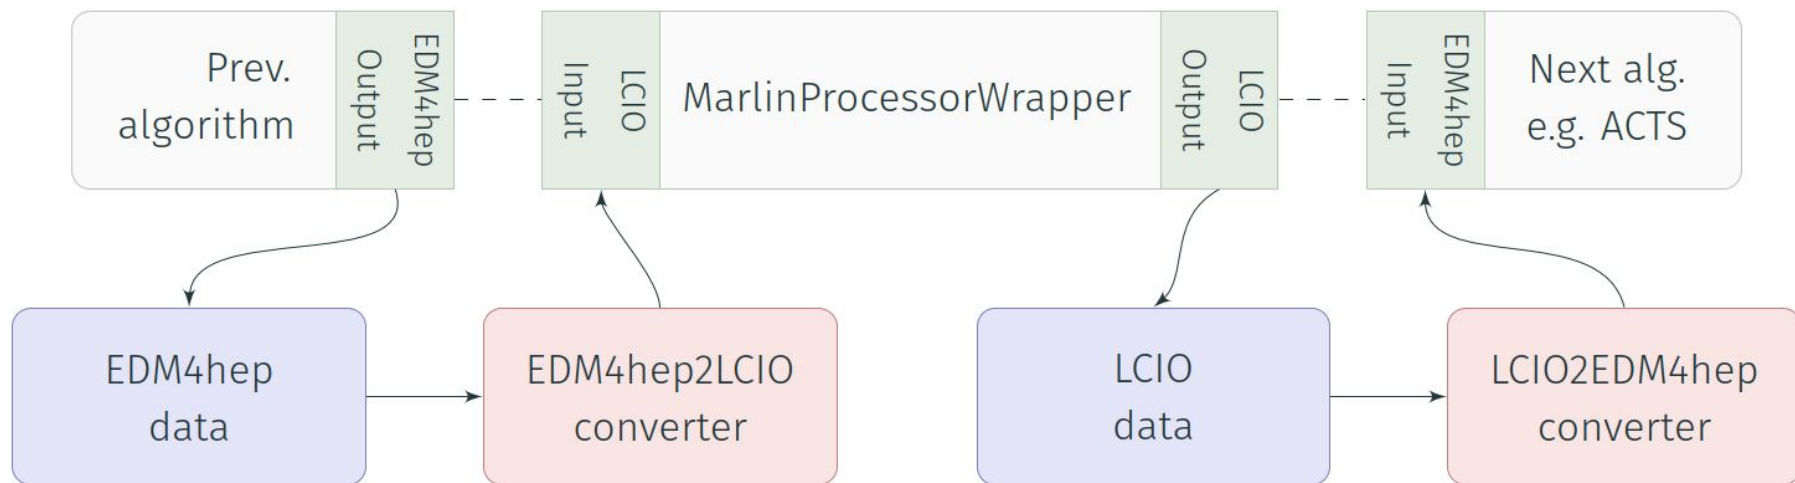 Prev.
algorithm
EDM4hep
Output
LCIO
Input
MarlinProcessorWrapper
LCIO
Output
EDM4hep
Input
Next alg.
e.g. ACTS
EDM4hep
data
EDM4hep2LCIO
converter
LCIO
data
LCIO2EDM4hep
converter